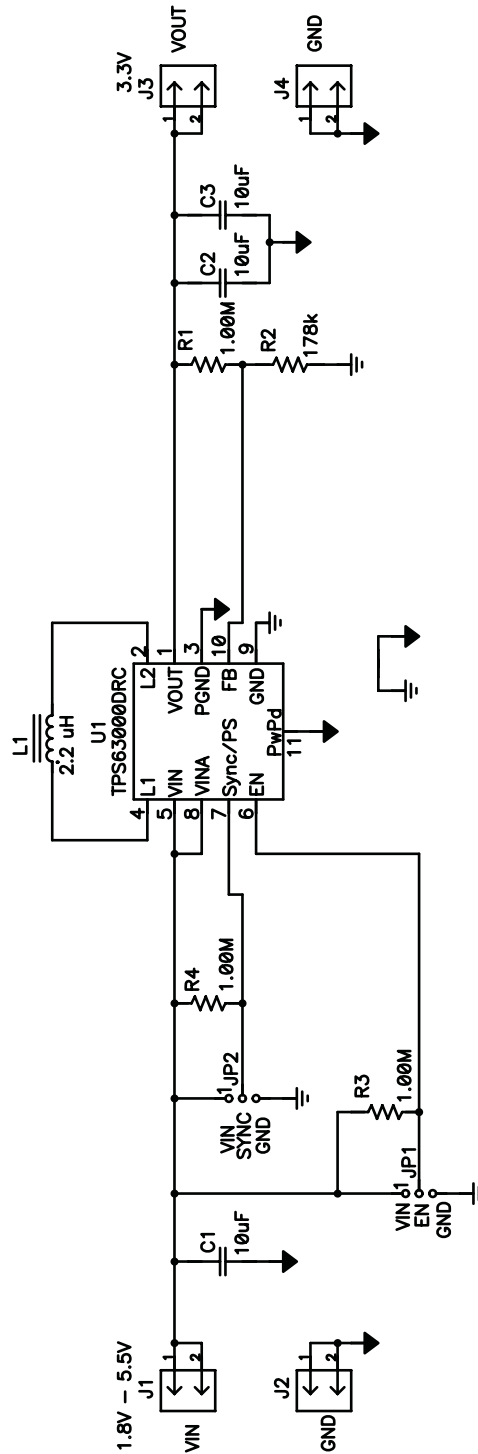 1.8V - 5.5V
J1
1
2
VIN
J2
1
2
GND
C1
10uF
VIN
SYNC
GND
1
JP2
R4
1.00M
VIN
EN
GND
1
JP1
R3
1.00M
L1
2.2 uH
U1
TPS63000DRC
4
L1
L2
2
5
VIN
VOUT
1
8
VINA
PGND
3
7
Sync/PS
FB
10
6
EN
GND
9
PwPd
11
R1
1.00M
R2
178k
C2
10uF
C3
10uF
3.3V
J3
1
2
VOUT
J4
1
2
GND